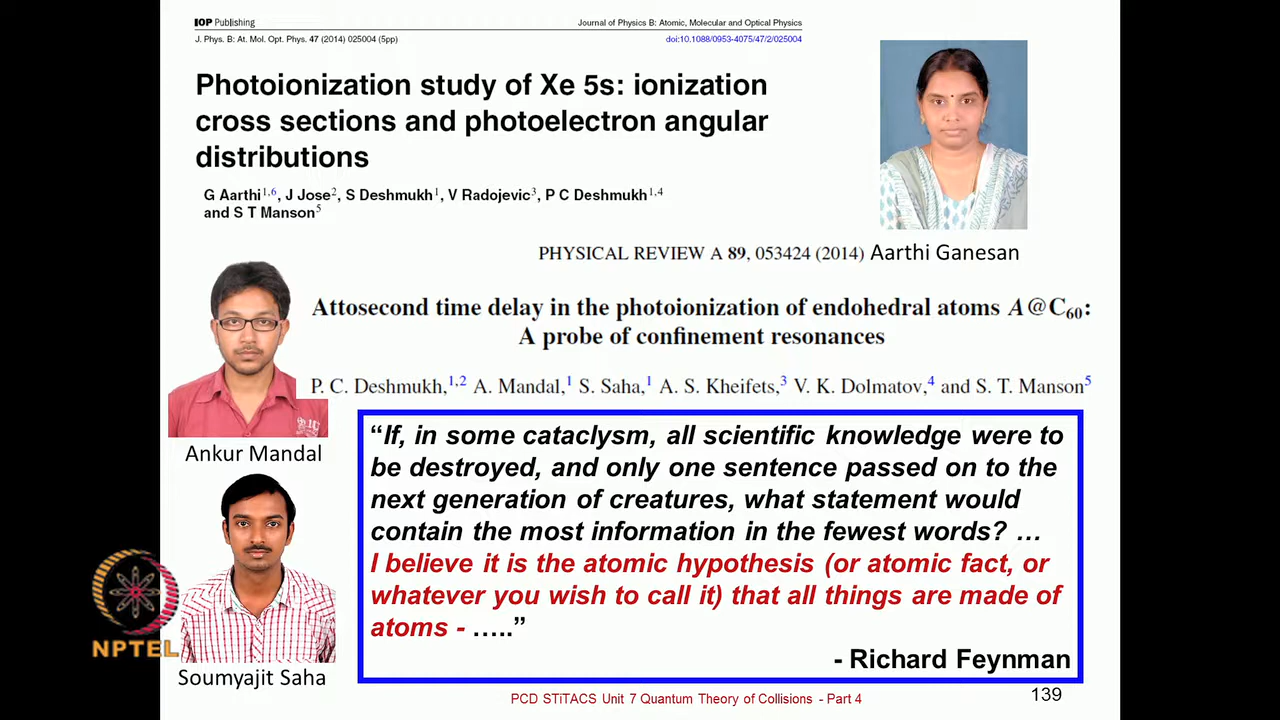 IOP Publishing
Journal of Physics B: Atomic, Molecular and Optical Physics
J. Phys. B: At. Mol. Opt. Phys. 47 (2014) 025004 (5pp)
doi:10.1088/0953-4075/47/2/025004
Photoionization study of Xe 5s: ionization
cross sections and photoelectron angular
distributions
G Aarthi1,6, J Jose2, S Deshmukh1, V Radojevic3, P C Deshmukh1,4
and S T Manson5
PHYSICAL REVIEW A 89, 053424 (2014)
Aarthi Ganesan
Attosecond time delay in the photoionization of endohedral atoms A@C60:
A probe of confinement resonances
P. C. Deshmukh,1,2 A. Mandal,1 S. Saha,1 A. S. Kheifets,3 V. K. Dolmatov,4 and S. T. Manson5
Ankur Mandal
“If, in some cataclysm, all scientific knowledge were to
be destroyed, and only one sentence passed on to the
next generation of creatures, what statement would
contain the most information in the fewest words? …
I believe it is the atomic hypothesis (or atomic fact, or
whatever you wish to call it) that all things are made of
atoms - …..”
- Richard Feynman
NPTEL
Soumyajit Saha
PCD STiTACS Unit 7 Quantum Theory of Collisions - Part 4
139